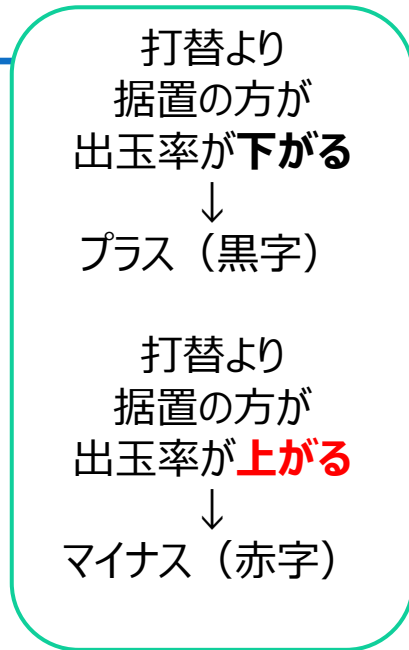 打替より
据置の方が
出玉率が下がる
↓
プラス（黒字）
打替より
据置の方が
出玉率が上がる
↓
マイナス（赤字）